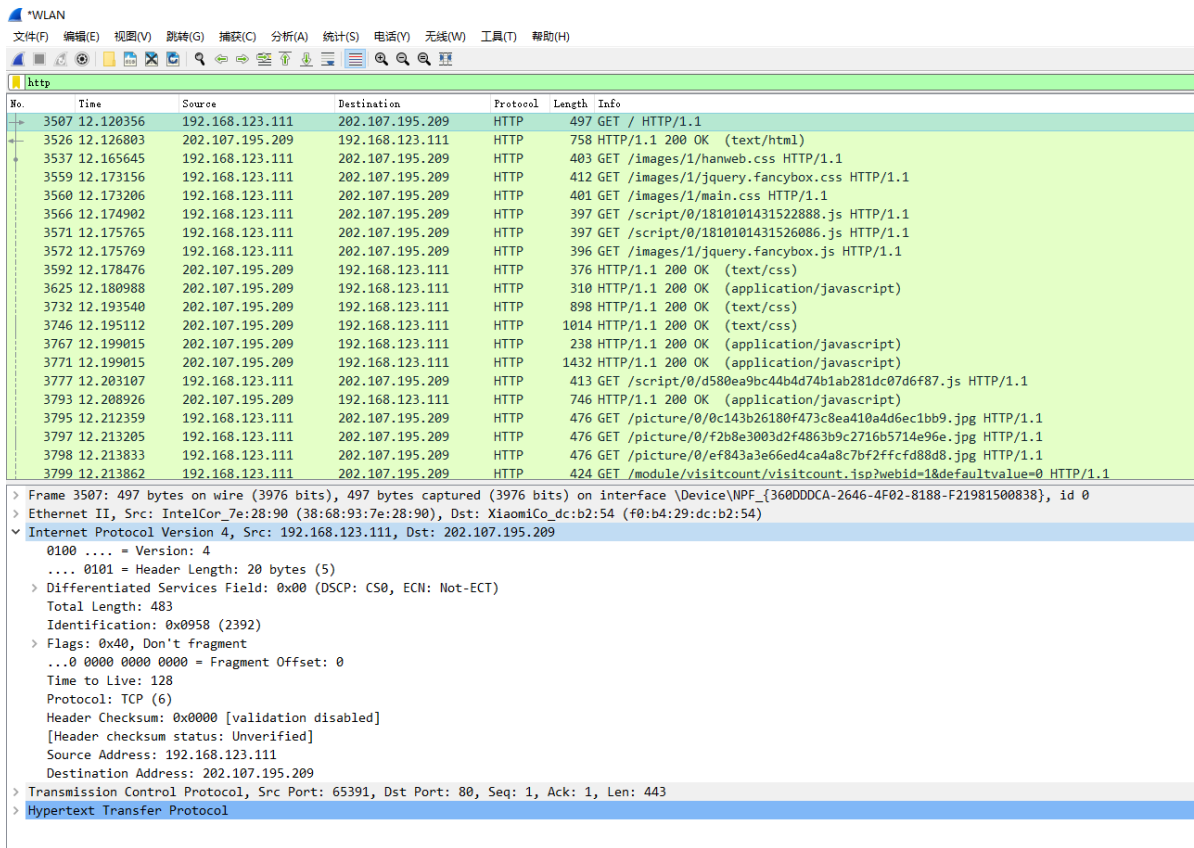 *WLAN
文件(F) 编辑(E) 视图(V) 跳转(G) 捕获(C) 分析(A) 统计(S) 电话(Y) 无线(W) 工具(T) 帮助(H)
http
No. Time Source Destination Protocol Length Info
3507 12.120356 192.168.123.111 202.107.195.209 HTTP 497 GET / HTTP/1.1
3526 12.126803 202.107.195.209 192.168.123.111 HTTP 758 HTTP/1.1 200 OK (text/html)
3537 12.165645 192.168.123.111 202.107.195.209 HTTP 403 GET /images/1/hanweb.css HTTP/1.1
3559 12.173156 192.168.123.111 202.107.195.209 HTTP 412 GET /images/1/jquery.fancybox.css HTTP/1.1
3560 12.173206 192.168.123.111 202.107.195.209 HTTP 401 GET /images/1/main.css HTTP/1.1
3566 12.174902 192.168.123.111 202.107.195.209 HTTP 397 GET /script/0/1810101431522888.js HTTP/1.1
3571 12.175765 192.168.123.111 202.107.195.209 HTTP 397 GET /script/0/1810101431526086.js HTTP/1.1
3572 12.175769 192.168.123.111 202.107.195.209 HTTP 396 GET /images/1/jquery.fancybox.js HTTP/1.1
3592 12.178476 202.107.195.209 192.168.123.111 HTTP 376 HTTP/1.1 200 OK (text/css)
3625 12.180988 202.107.195.209 192.168.123.111 HTTP 310 HTTP/1.1 200 OK (application/javascript)
3732 12.193540 202.107.195.209 192.168.123.111 HTTP 898 HTTP/1.1 200 OK (text/css)
3746 12.195112 202.107.195.209 192.168.123.111 HTTP 1014 HTTP/1.1 200 OK (text/css)
3767 12.199015 202.107.195.209 192.168.123.111 HTTP 238 HTTP/1.1 200 OK (application/javascript)
3771 12.199015 202.107.195.209 192.168.123.111 HTTP 1432 HTTP/1.1 200 OK (application/javascript)
3777 12.203107 192.168.123.111 202.107.195.209 HTTP 413 GET /script/0/d580ea9bc44b4d74b1ab281dc07d6f87.js HTTP/1.1
3793 12.208926 202.107.195.209 192.168.123.111 HTTP 746 HTTP/1.1 200 OK (application/javascript)
3795 12.212359 192.168.123.111 202.107.195.209 HTTP 476 GET /picture/0/0c143b26180f473c8ea410a4d6ec1bb9.jpg HTTP/1.1
3797 12.213205 192.168.123.111 202.107.195.209 HTTP 476 GET /picture/0/f2b8e3003d2f4863b9c2716b5714e96e.jpg HTTP/1.1
3798 12.213833 192.168.123.111 202.107.195.209 HTTP 476 GET /picture/0/ef843a3e66ed4ca4a8c7bf2ffcfd88d8.jpg HTTP/1.1
3799 12.213862 192.168.123.111 202.107.195.209 HTTP 424 GET /module/visitcount/visitcount.jsp?webid=1&defaultvalue=0 HTTP/1.1
Frame 3507: 497 bytes on wire (3976 bits), 497 bytes captured (3976 bits) on interface \Device\NPF_{360DDDCA-2646-4F02-8188-F21981500838}, id 0
Ethernet II, Src: IntelCor_7e:28:90 (38:68:93:7e:28:90), Dst: XiaomiCo_dc:b2:54 (f0:b4:29:dc:b2:54)
Internet Protocol Version 4, Src: 192.168.123.111, Dst: 202.107.195.209
0100 .... = Version: 4
.... 0101 = Header Length: 20 bytes (5)
Differentiated Services Field: 0x00 (DSCP: CS0, ECN: Not-ECT)
Total Length: 483
Identification: 0x0958 (2392)
Flags: 0x40, Don't fragment
...0 0000 0000 0000 = Fragment Offset: 0
Time to Live: 128
Protocol: TCP (6)
Header Checksum: 0x0000 [validation disabled]
[Header checksum status: Unverified]
Source Address: 192.168.123.111
Destination Address: 202.107.195.209
Transmission Control Protocol, Src Port: 65391, Dst Port: 80, Seq: 1, Ack: 1, Len: 443
Hypertext Transfer Protocol